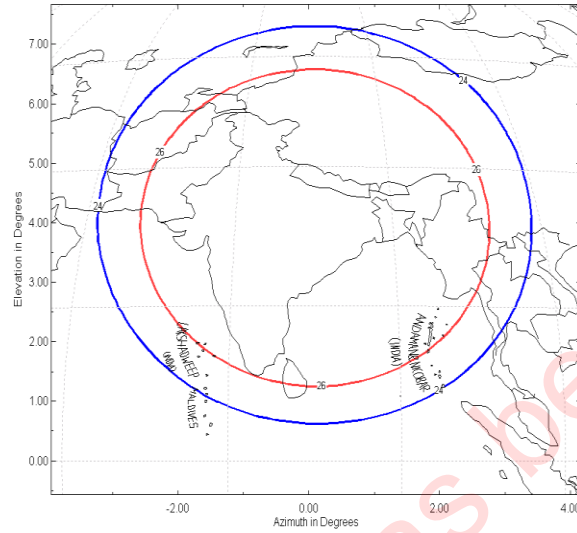 7.00
6.00
5.00
4.00
3.00
2.00
1.00
0.00
Elevation in Degrees
-2.00
0.00
2.00
4.00
Azimuth in Degrees
24
26
26
24
26
24
LAKSHADWEEP
(INDIA)
MALDIVES
ANDAMAN & NICOBAR
(INDIA)